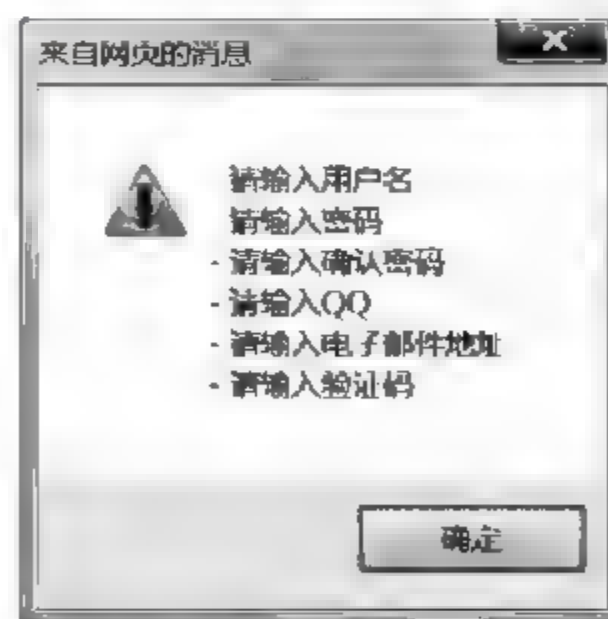 来自网页的消息
请输入用户名
请输入密码
- 请输入确认密码
- 请输入QQ
- 请输入电子邮件地址
- 请输入验证码
确定